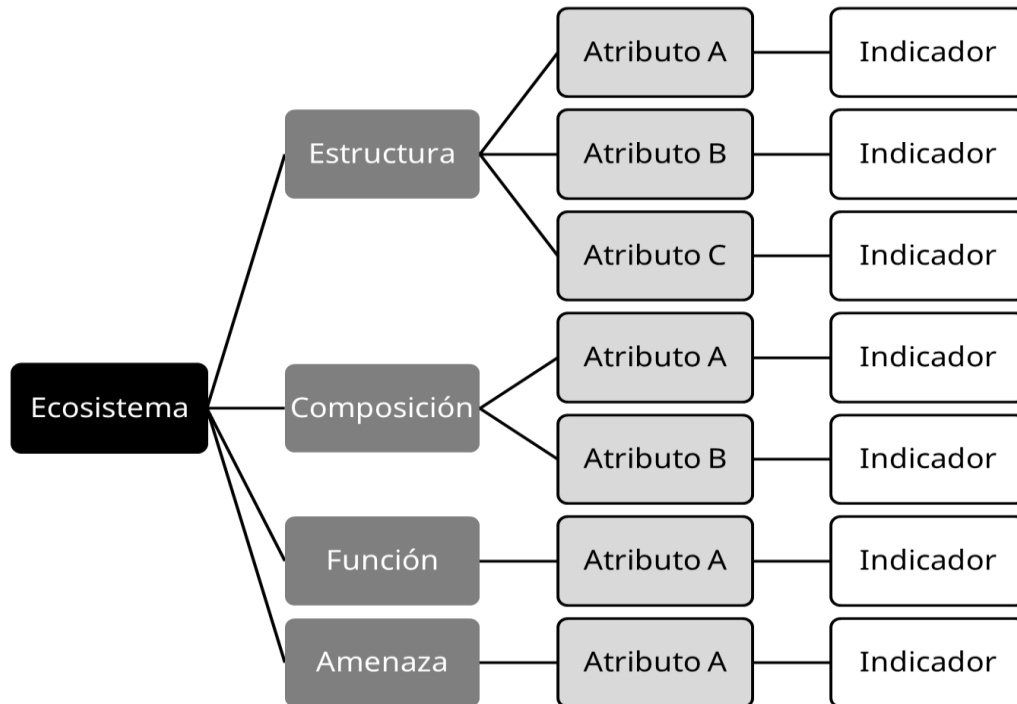 Atributo A
Indicador
Estructura
Atributo B
Indicador
Atributo C
Indicador
Ecosistema
Composición
Atributo A
Indicador
Atributo B
Indicador
Función
Atributo A
Indicador
Amenaza
Atributo A
Indicador